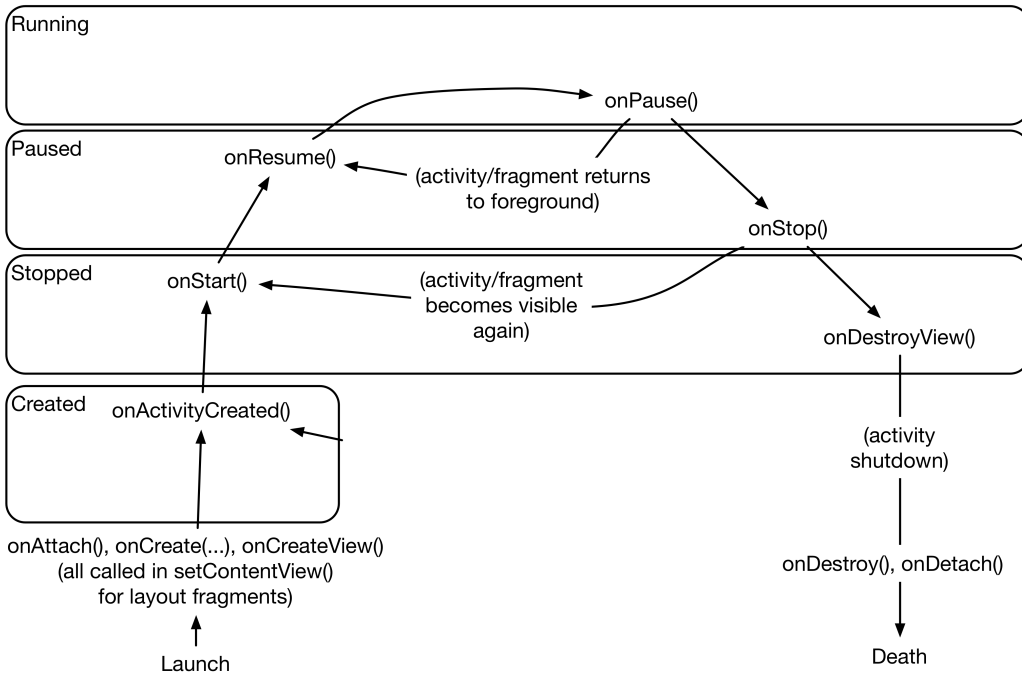 Running
onPause()
Paused
onResume()
(activity/fragment returns
to foreground)
onStop()
Stopped
onStart()
(activity/fragment
becomes visible
again)
onDestroyView()
Created
onActivityCreated()
(activity
shutdown)
onAttach(), onCreate(...), onCreateView()
(all called in setContentView()
for layout fragments)
onDestroy(), onDetach()
Launch
Death